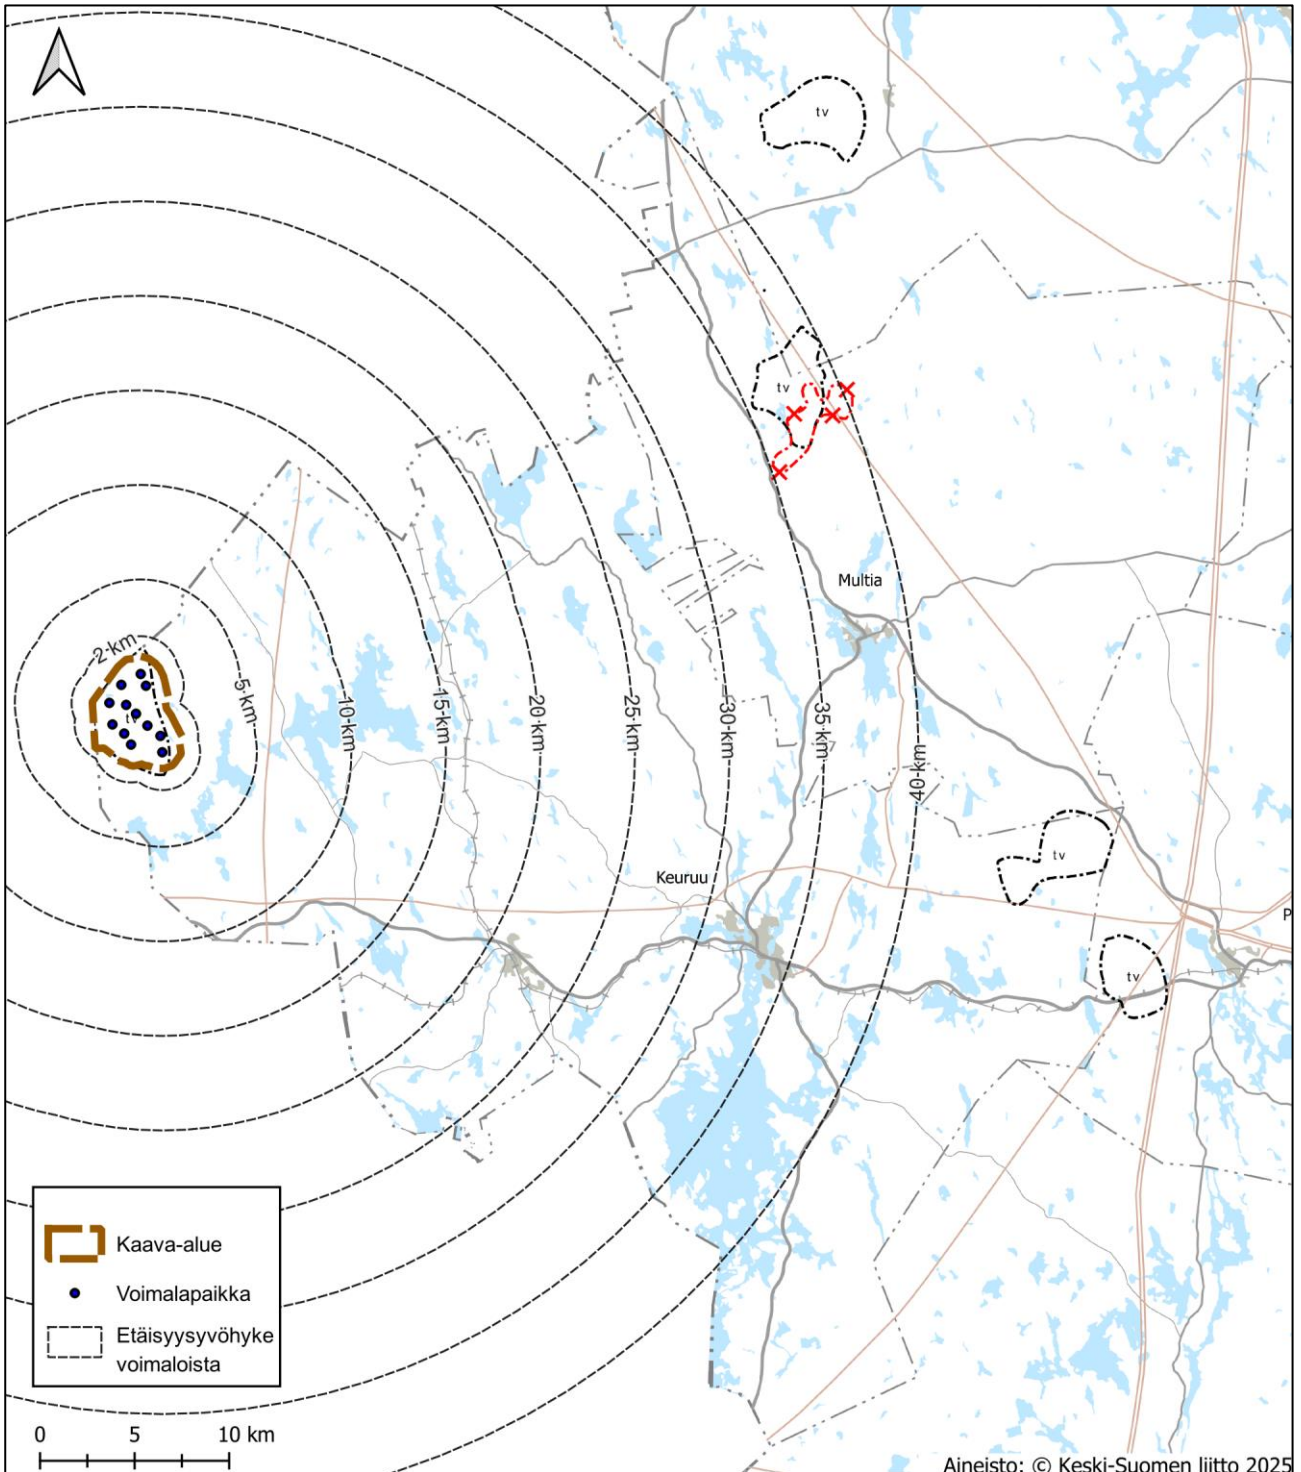 tv
tv
Multia
2 km
5 km
10 km
15 km
20 km
25 km
30 km
35 km
40 km
tv
tv
Keuruu
P
tv
Kaava-alue
Voimalapaikka
Etäisyysvöhyke
voimaloista
0 5 10 km
Aineisto: © Keski-Suomen liitto 2025